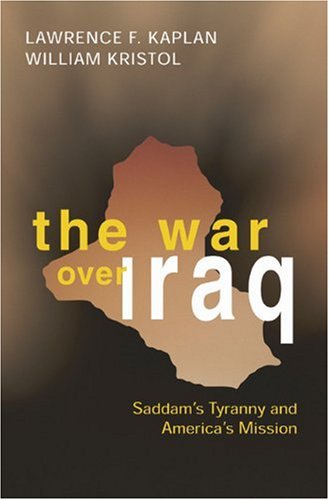 LAWRENCE F. KAPLAN
WILLIAM KRISTOL
the war
over iraq
Saddam's Tyranny and
America's Mission